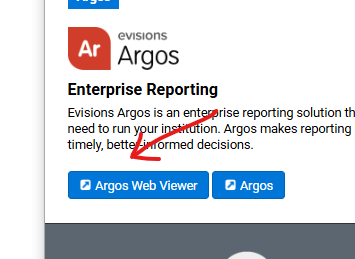 Argos
Ar
evisions
Argos
Enterprise Reporting
Evisions Argos is an enterprise reporting solution th
need to run your institution. Argos makes reporting
timely, better-informed decisions.
Argos Web Viewer
Argos